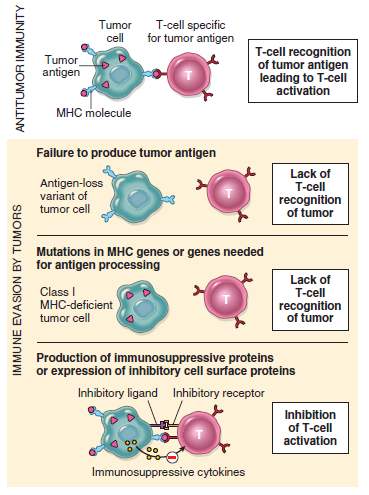 ANTITUMOR IMMUNITY
Tumor
cell
T-cell specific
for tumor antigen
Tumor
antigen
T
MHC molecule
T-cell recognition
of tumor antigen
leading to T-cell
activation
IMMUNE EVASION BY TUMORS
Failure to produce tumor antigen
Antigen-loss
variant of
tumor cell
T
Lack of
T-cell
recognition
of tumor
Mutations in MHC genes or genes needed
for antigen processing
Class I
MHC-deficient
tumor cell
T
Lack of
T-cell
recognition
of tumor
Production of immunosuppressive proteins
or expression of inhibitory cell surface proteins
Inhibitory ligand
Inhibitory receptor
T
Immunosuppressive cytokines
Inhibition
of T-cell
activation